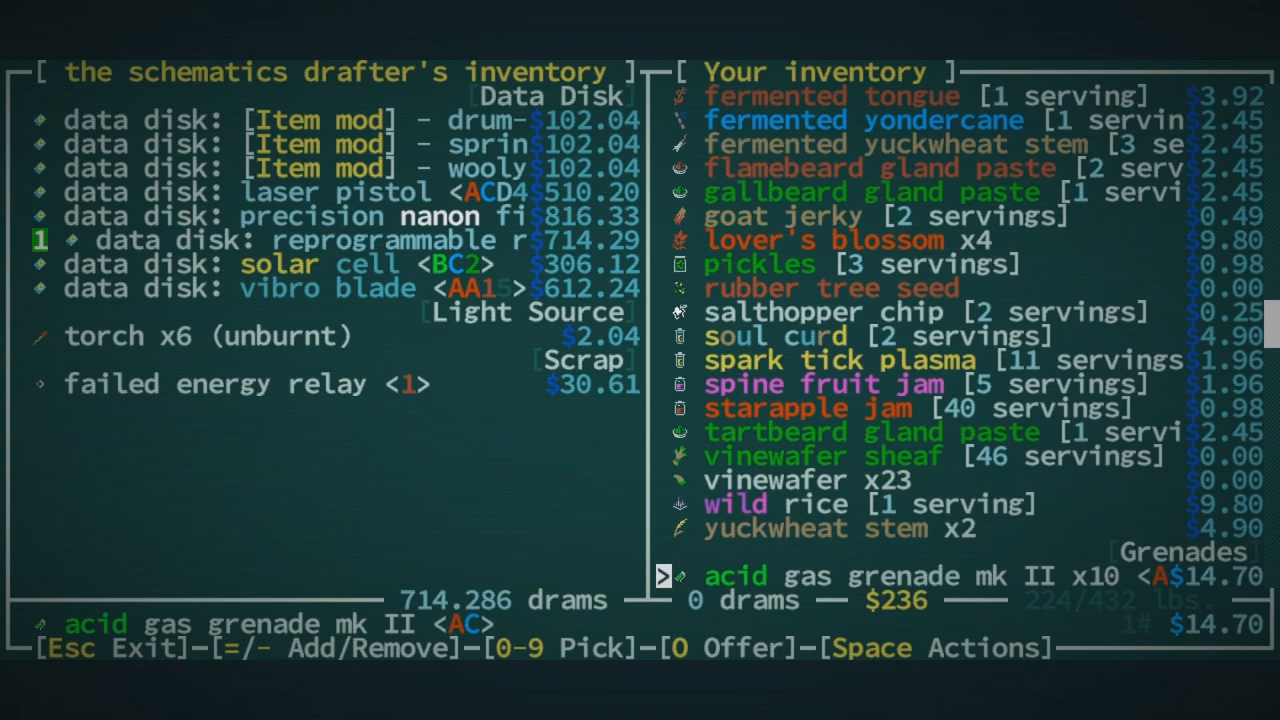 [ the schematics drafter's inventory ]
[Data Disk]
data disk: [Item mod] - drum- $102.04
data disk: [Item mod] - sprin $102.04
data disk: [Item mod] - wooly $102.04
data disk: laser pistol <ACD4 $510.20
data disk: precision nanon fi $816.33
1 data disk: reprogrammable r $714.29
data disk: solar cell <BC2> $306.12
data disk: vibro blade <AA15> $612.24
[Light Source]
torch x6 (unburnt) $2.04
[Scrap]
failed energy relay <1> $30.61
[ Your inventory ]
fermented tongue [1 serving] $3.92
fermented yondercane [1 servin $2.45
fermented yuckwheat stem [3 se $2.45
flamebeard gland paste [2 serv $2.45
gallbeard gland paste [1 servi $2.45
goat jerky [2 servings] $0.49
lover's blossom x4 $9.80
pickles [3 servings] $0.98
rubber tree seed $0.00
salthopper chip [2 servings] $0.25
soul curd [2 servings] $4.90
spark tick plasma [11 servings $1.96
spine fruit jam [5 servings] $1.96
starapple jam [40 servings] $0.98
tartbeard gland paste [1 servi $2.45
vinewafer sheaf [46 servings] $0.00
vinewafer x23 $0.00
wild rice [1 serving] $9.80
yuckwheat stem x2 $4.90
[Grenades]
> acid gas grenade mk II x10 <A $14.70
714.286 drams 0 drams $236 224/432 lbs.
acid gas grenade mk II <AC> 1# $14.70
[Esc Exit] [=/- Add/Remove] [0-9 Pick] [O Offer] [Space Actions]